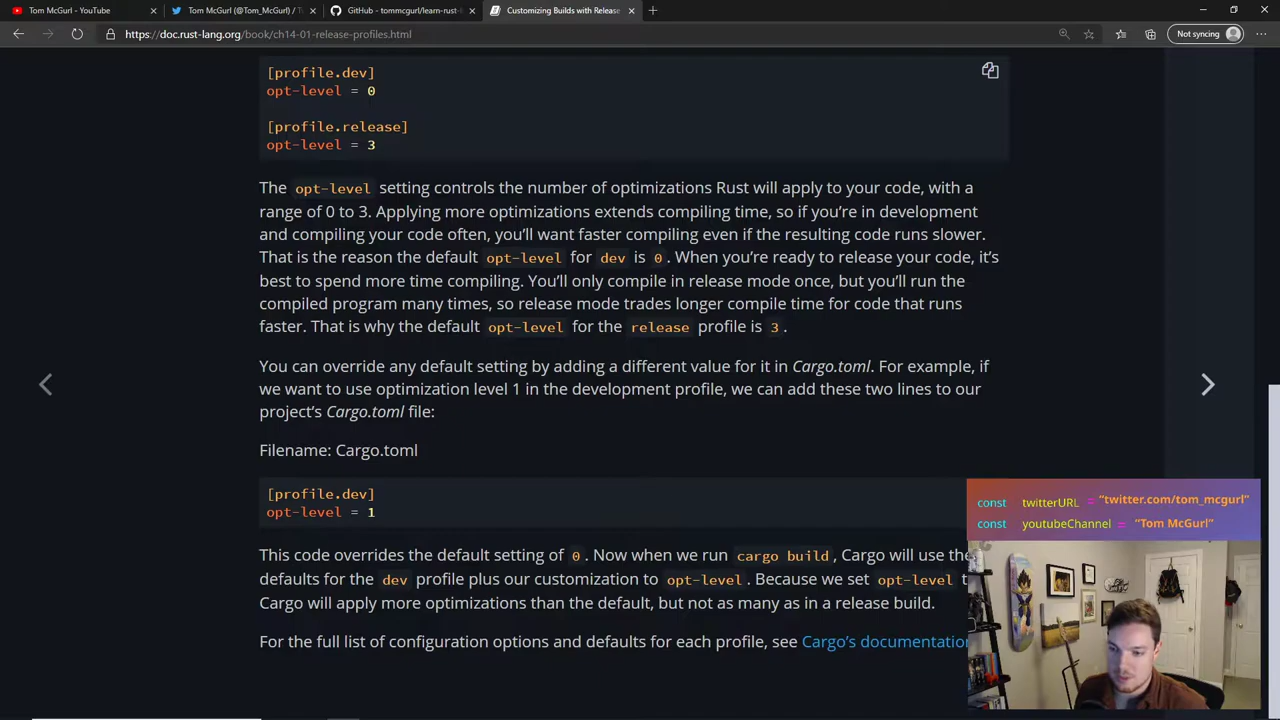 Tom McGurl - YouTube
Tom McGurl (@Tom_McGurl) / T
GitHub - tommcgurl/learn-rust-
Customizing Builds with Release
https://doc.rust-lang.org/book/ch14-01-release-profiles.html
Not syncing
[profile.dev]
opt-level = 0
[profile.release]
opt-level = 3
The opt-level setting controls the number of optimizations Rust will apply to your code, with a
range of 0 to 3. Applying more optimizations extends compiling time, so if you’re in development
and compiling your code often, you’ll want faster compiling even if the resulting code runs slower.
That is the reason the default opt-level for dev is 0. When you’re ready to release your code, it’s
best to spend more time compiling. You’ll only compile in release mode once, but you’ll run the
compiled program many times, so release mode trades longer compile time for code that runs
faster. That is why the default opt-level for the release profile is 3.
You can override any default setting by adding a different value for it in Cargo.toml. For example, if
we want to use optimization level 1 in the development profile, we can add these two lines to our
project’s Cargo.toml file:
Filename: Cargo.toml
[profile.dev]
opt-level = 1
const twitterURL = "twitter.com/tom_mcgurl"
const youtubeChannel = "Tom McGurl"
This code overrides the default setting of 0. Now when we run cargo build, Cargo will use the
defaults for the dev profile plus our customization to opt-level. Because we set opt-level t
Cargo will apply more optimizations than the default, but not as many as in a release build.
For the full list of configuration options and defaults for each profile, see Cargo’s documentation